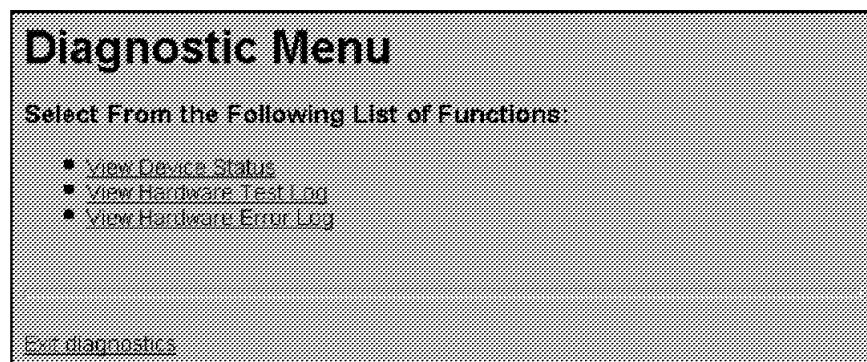 Diagnostic Menu
Select From the Following List of Functions:
View Device Status
View Hardware Test Log
View Hardware Error Log
Exit diagnostics